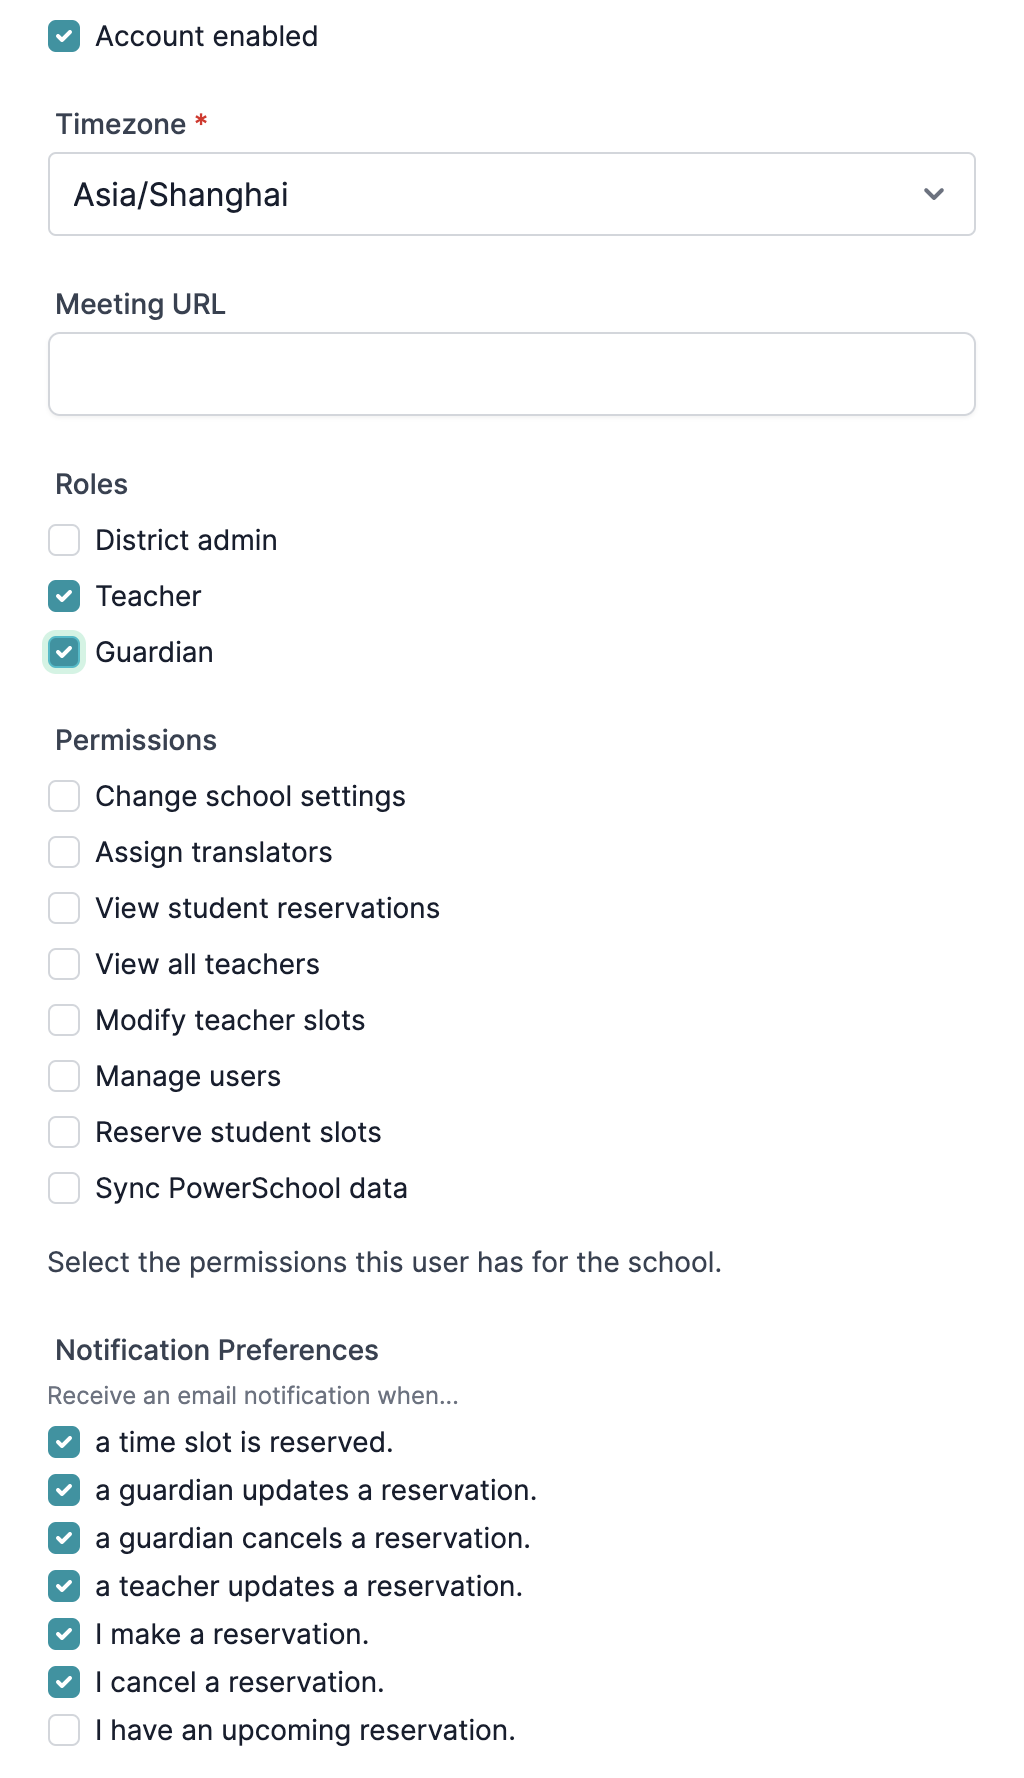 Account enabled
Timezone *
Asia/Shanghai
Meeting URL
Roles
District admin
Teacher
Guardian
Permissions
Change school settings
Assign translators
View student reservations
View all teachers
Modify teacher slots
Manage users
Reserve student slots
Sync PowerSchool data
Select the permissions this user has for the school.
Notification Preferences
Receive an email notification when...
a time slot is reserved.
a guardian updates a reservation.
a guardian cancels a reservation.
a teacher updates a reservation.
I make a reservation.
I cancel a reservation.
I have an upcoming reservation.